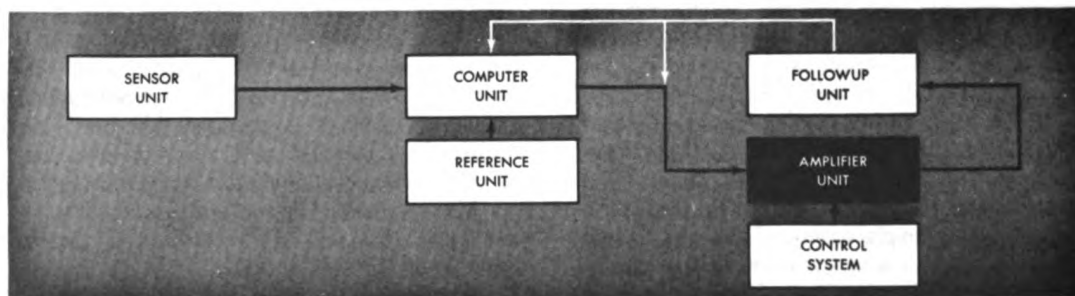 SENSOR
UNIT
COMPUTER
UNIT
FOLLOWUP
UNIT
REFERENCE
UNIT
AMPLIFIER
UNIT
CONTROL
SYSTEM